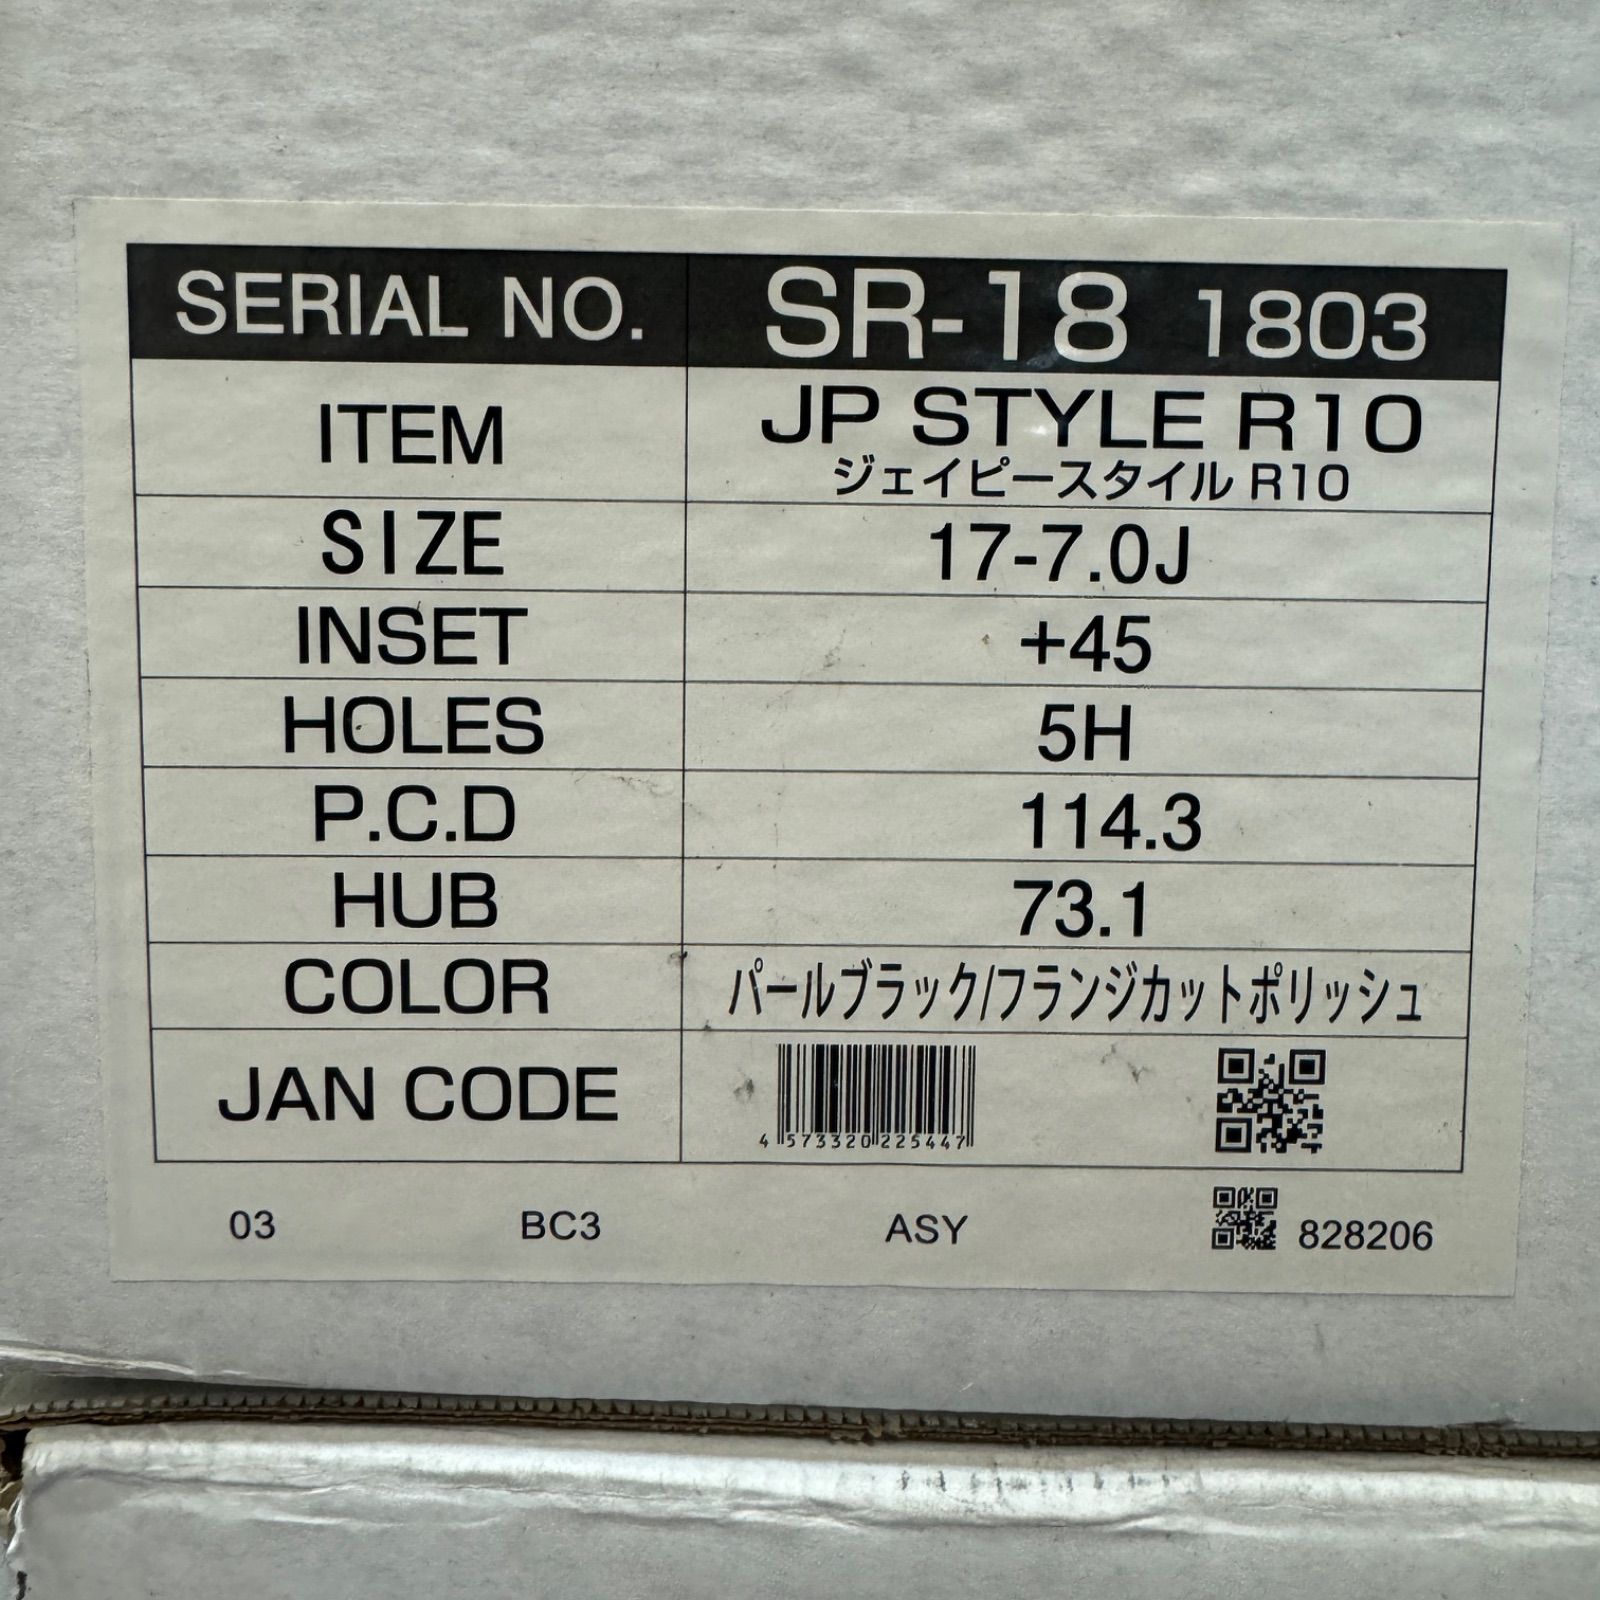 SERIAL NO. SR-18 1803
ITEM JP STYLE R10
ジェイピースタイル R10
SIZE 17-7.0J
INSET +45
HOLES 5H
P.C.D 114.3
HUB 73.1
COLOR パールブラック/フランジカットポリッシュ
JAN CODE 4 573320 225447
03 BC3 ASY 828206